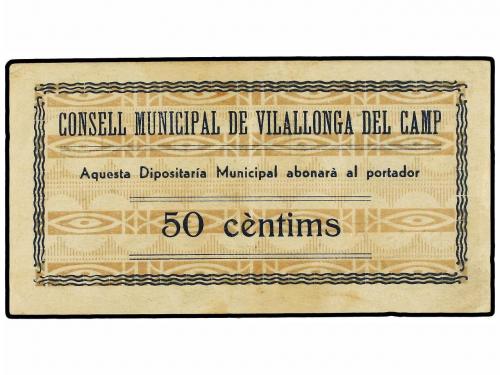 CONSELL MUNICIPAL DE VILALLONGA DEL CAMP
Aquesta Dipositaría Municipal abonarà al portador
50 cèntims